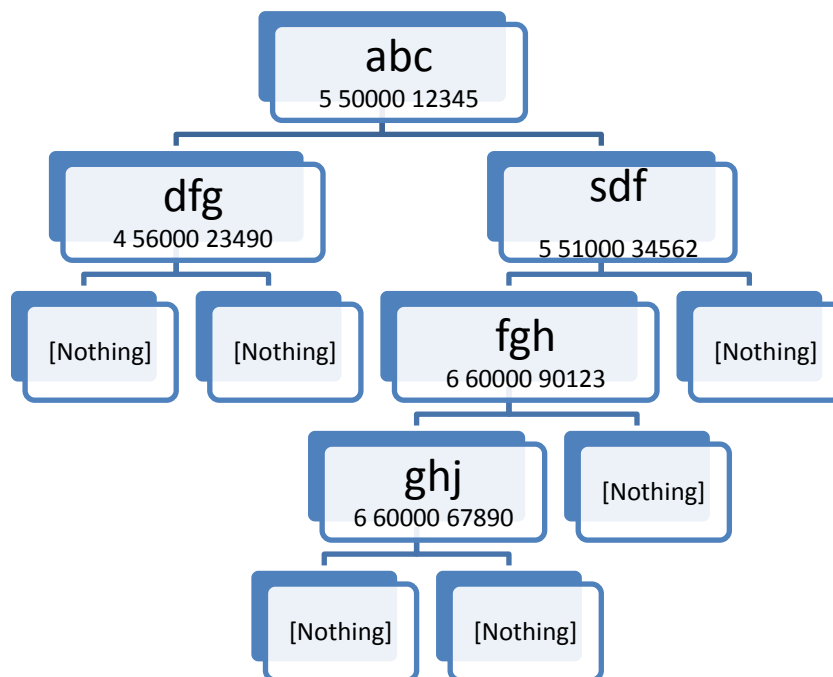 abc
5 50000 12345
dfg
4 56000 23490
sdf
5 51000 34562
[Nothing]
[Nothing]
fgh
6 60000 90123
[Nothing]
ghj
6 60000 67890
[Nothing]
[Nothing]
[Nothing]